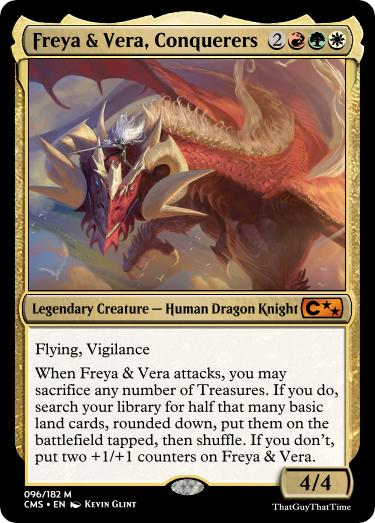 Freya & Vera, Conquerers 2
Legendary Creature — Human Dragon Knight C
Flying, Vigilance
When Freya & Vera attacks, you may
sacrifice any number of Treasures. If you do,
search your library for half that many basic
land cards, rounded down, put them on the
battlefield tapped, then shuffle. If you don't,
put two +1/+1 counters on Freya & Vera.
4/4
096/182 M
CMS • EN Kevin Glint
ThatGuyThatTime